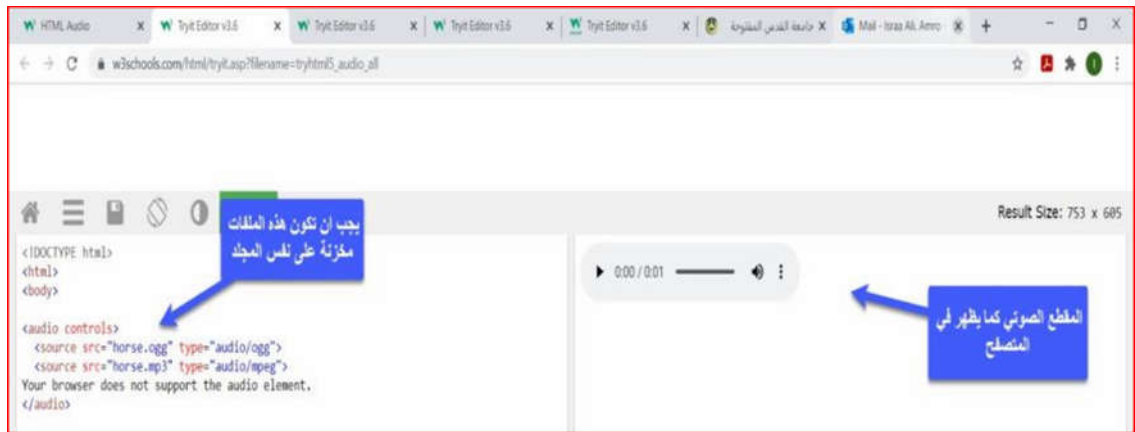 HTML Audio
Tryit Editor v3.6
Tryit Editor v3.6
Tryit Editor v3.6
Tryit Editor v3.6
جامعة القدس المفتوحة
Mail - Israa Ali. Amro -
w3schools.com/html/tryit.asp?filename=tryhtml5_audio_all
Result Size: 753 x 605
يجب ان تكون هذه الملفات
مخزنة على نفس المجلد
<!DOCTYPE html>
<html>
<body>
<audio controls>
<source src="horse.ogg" type="audio/ogg">
<source src="horse.mp3" type="audio/mpeg">
Your browser does not support the audio element.
</audio>
0:00 / 0:01
المقطع الصوتي كما يظهر في
المتصفح